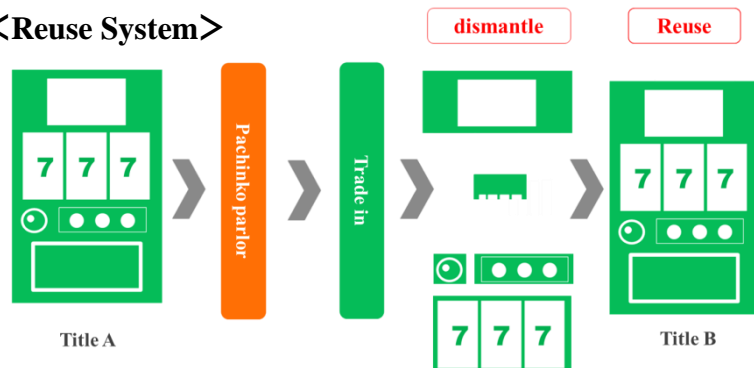 <Reuse System>
dismantle
Reuse
7 7 7
Pachinko parlor
Trade in
7 7 7
7 7 7
Title A
Title B